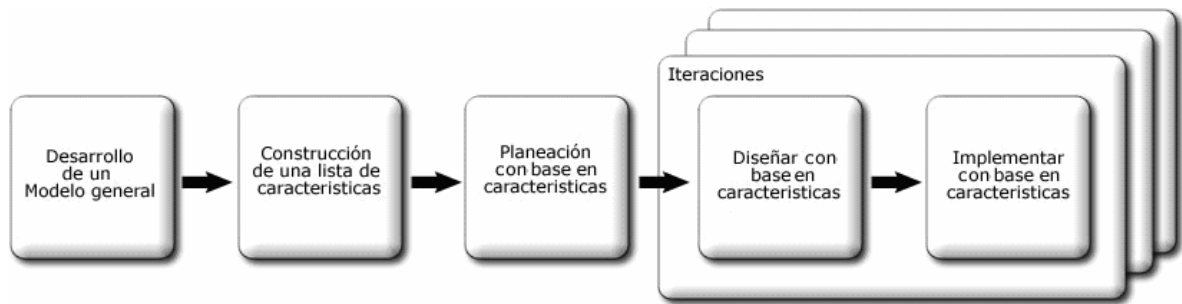 Desarrollo
de un
Modelo general
Construcción
de una lista de
caracteristicas
Planeación
con base en
caracteristicas
Iteraciones
Diseñar con
base en
caracteristicas
Implementar
con base en
caracteristicas